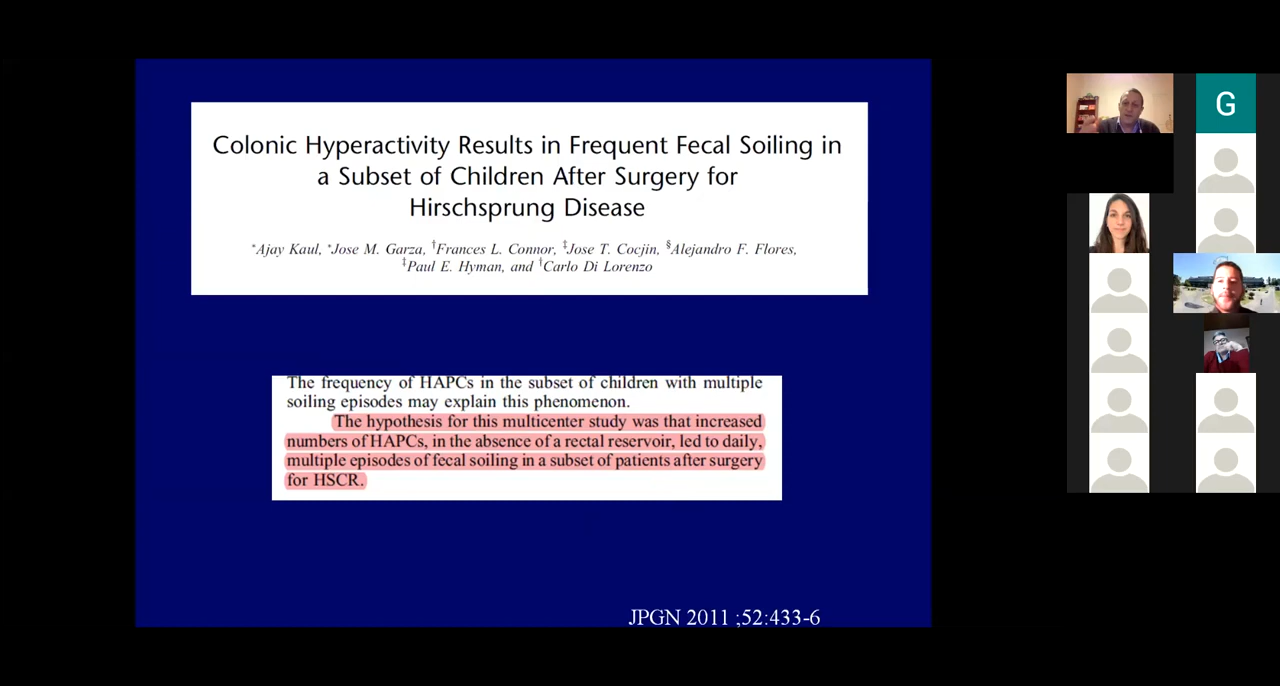 Colonic Hyperactivity Results in Frequent Fecal Soiling in
a Subset of Children After Surgery for
Hirschsprung Disease
*Ajay Kaul, *Jose M. Garza, †Frances L. Connor, ‡Jose T. Cocjin, §Alejandro F. Flores,
‡Paul E. Hyman, and †Carlo Di Lorenzo
The frequency of HAPCs in the subset of children with multiple
soiling episodes may explain this phenomenon.
The hypothesis for this multicenter study was that increased
numbers of HAPCs, in the absence of a rectal reservoir, led to daily,
multiple episodes of fecal soiling in a subset of patients after surgery
for HSCR.
JPGN 2011 ;52:433-6
G